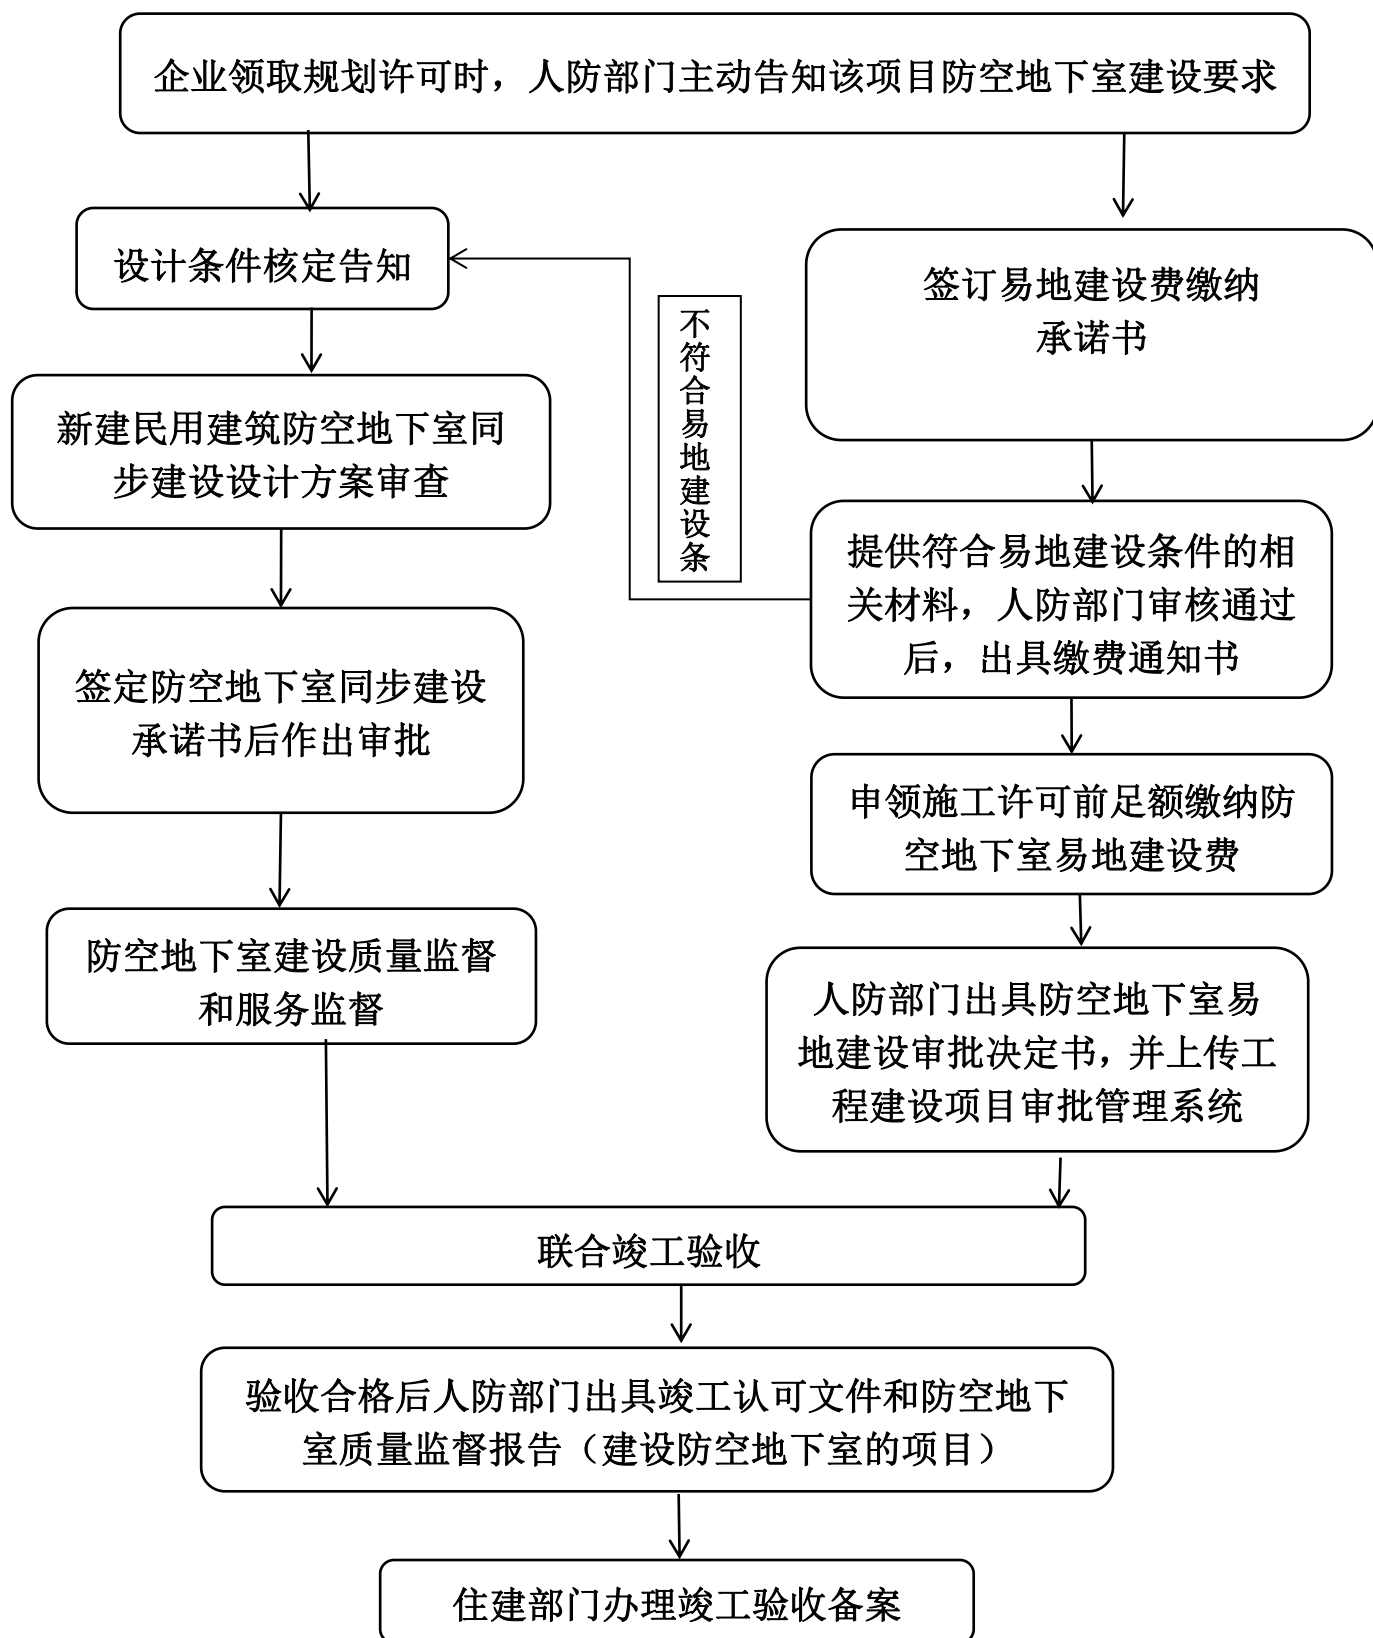 企业领取规划许可时，人防部门主动告知该项目防空地下室建设要求
设计条件核定告知
新建民用建筑防空地下室同
步建设设计方案审查
签定防空地下室同步建设
承诺书后作出审批
防空地下室建设质量监督
和服务监督
不符合易地建设条
签订易地建设费缴纳
承诺书
提供符合易地建设条件的相
关材料，人防部门审核通过
后，出具缴费通知书
申领施工许可前足额缴纳防
空地下室易地建设费
人防部门出具防空地下室易
地建设审批决定书，并上传工
程建设项目审批管理系统
联合竣工验收
验收合格后人防部门出具竣工认可文件和防空地下
室质量监督报告（建设防空地下室的项目）
住建部门办理竣工验收备案